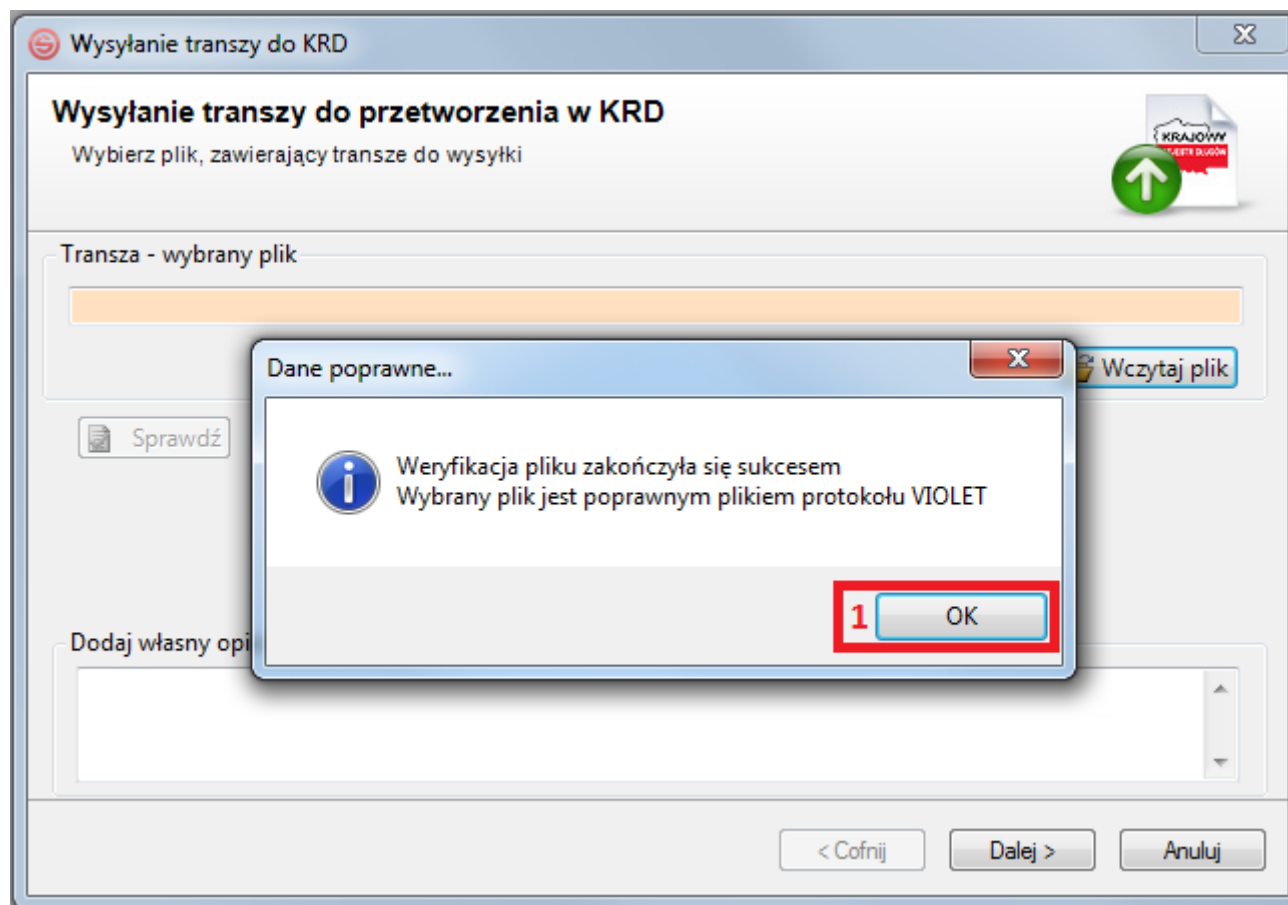 Wysyłanie transzy do KRD
Wysyłanie transzy do przetworzenia w KRD
Wybierz plik, zawierający transze do wysyłki
KRAJOWY
REJESTR DŁUGÓW
Transza - wybrany plik
Wczytaj plik
Dane poprawne...
Sprawdź
Weryfikacja pliku zakończyła się sukcesem
Wybrany plik jest poprawnym plikiem protokołu VIOLET
1 OK
Dodaj własny opi
< Cofnij Dalej > Anuluj